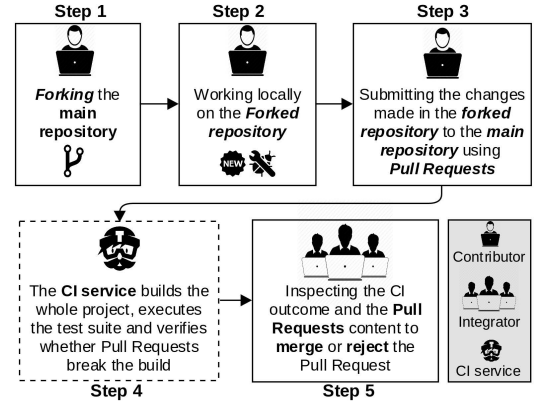 Step 1
Forking the
main
repository
Step 2
Working locally
on the Forked
repository
NEW
Step 3
Submitting the changes
made in the forked
repository to the main
repository using
Pull Requests
The CI service builds the
whole project, executes
the test suite and verifies
whether Pull Requests
break the build
Step 4
Inspecting the CI
outcome and the Pull
Requests content to
merge or reject the
Pull Request
Step 5
Contributor
Integrator
CI service